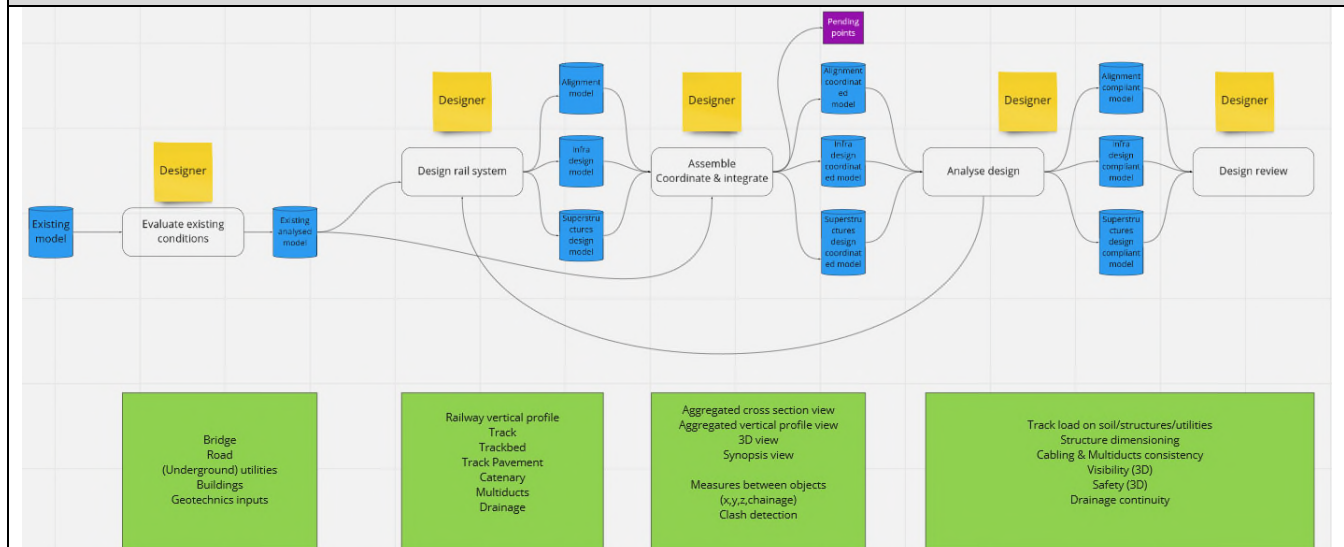 Pending
points
Designer
Alignment
model
Designer
Alignment
coordinat
ed
model
Designer
Alignment
compliant
model
Designer
Designer
Infra
design
model
Infra
design
coordinat
ed model
Infra
design
compliant
model
Design rail system
Assemble
Coordinate & integrate
Analyse design
Design review
Existing
model
Evaluate existing
conditions
Existing
analysed
model
Superstr
uctures
design
model
Superstru
ctures
design
coordinat
ed model
Superstr
uctures
design
compliant
model
Bridge
Road
(Underground) utilities
Buildings
Geotechnics inputs
Railway vertical profile
Track
Trackbed
Track Pavement
Catenary
Multiducts
Drainage
Aggregated cross section view
Aggregated vertical profile view
3D view
Synopsis view
Measures between objects
(x,y,z,chainage)
Clash detection
Track load on soil/structures/utilities
Structure dimensioning
Cabling & Multiducts consistency
Visibility (3D)
Safety (3D)
Drainage continuity